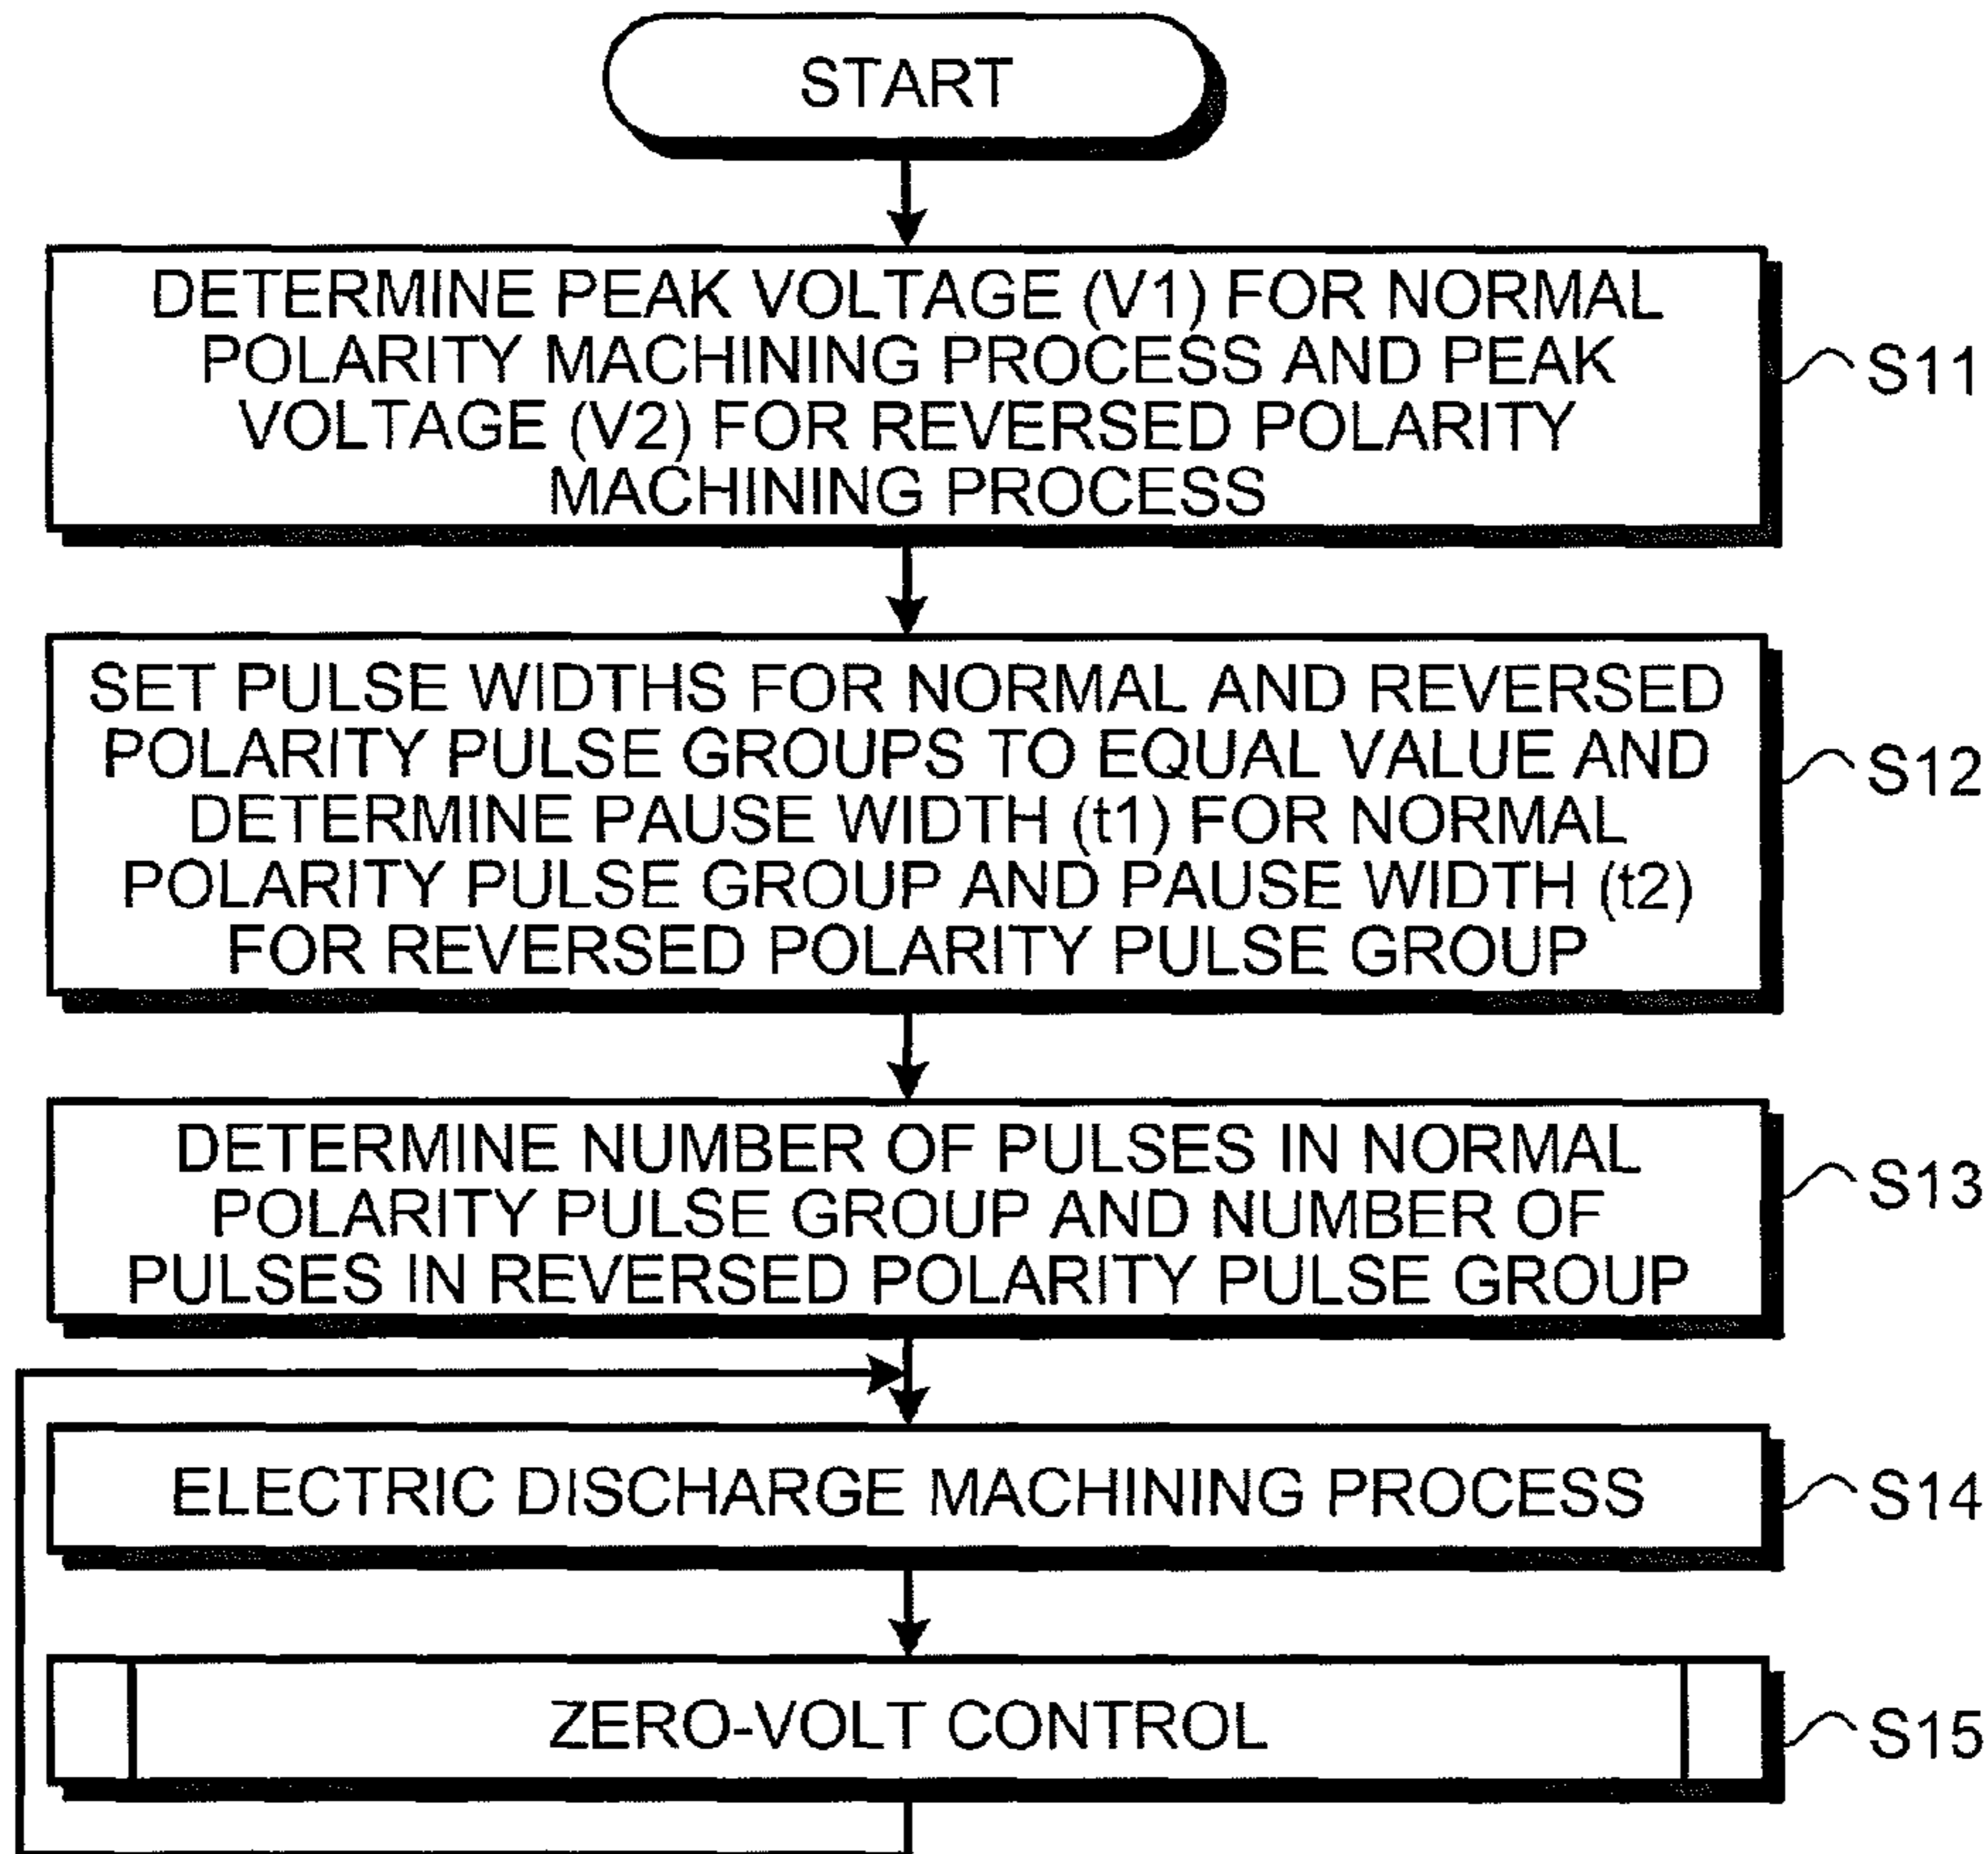 START
DETERMINE PEAK VOLTAGE (V1) FOR NORMAL
POLARITY MACHINING PROCESS AND PEAK
VOLTAGE (V2) FOR REVERSED POLARITY
MACHINING PROCESS
S11
SET PULSE WIDTHS FOR NORMAL AND REVERSED
POLARITY PULSE GROUPS TO EQUAL VALUE AND
DETERMINE PAUSE WIDTH (t1) FOR NORMAL
POLARITY PULSE GROUP AND PAUSE WIDTH (t2)
FOR REVERSED POLARITY PULSE GROUP
S12
DETERMINE NUMBER OF PULSES IN NORMAL
POLARITY PULSE GROUP AND NUMBER OF
PULSES IN REVERSED POLARITY PULSE GROUP
S13
ELECTRIC DISCHARGE MACHINING PROCESS
S14
ZERO-VOLT CONTROL
S15